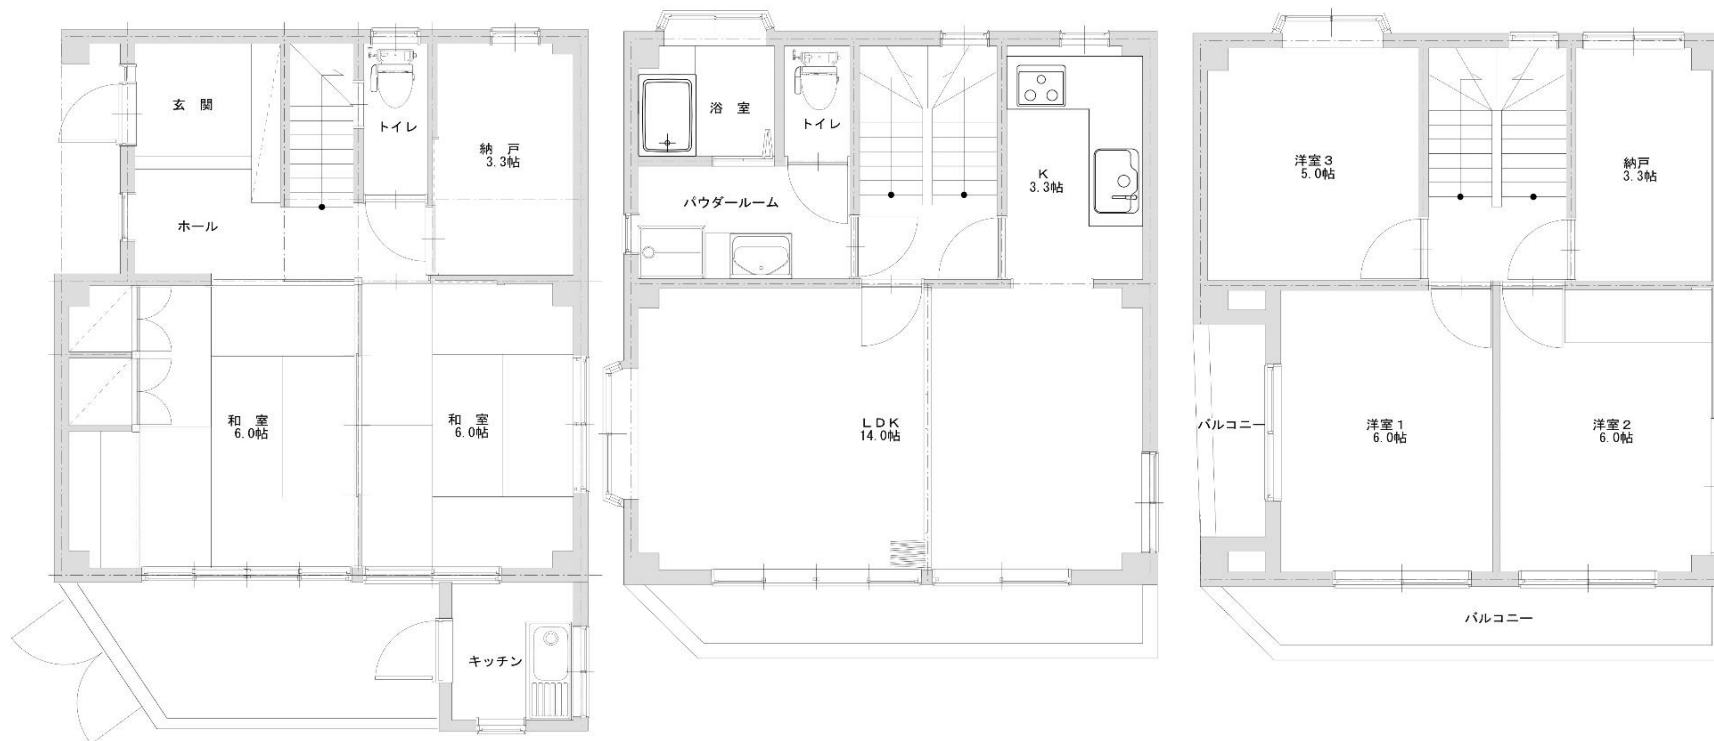 玄 関
トイレ
納 戸
3.3帖
ホール
和 室
6.0帖
和 室
6.0帖
キッチン
浴 室
トイレ
パウダールーム
K
3.3帖
LDK
14.0帖
洋室3
5.0帖
納戸
3.3帖
バルコニー
洋室1
6.0帖
洋室2
6.0帖
バルコニー